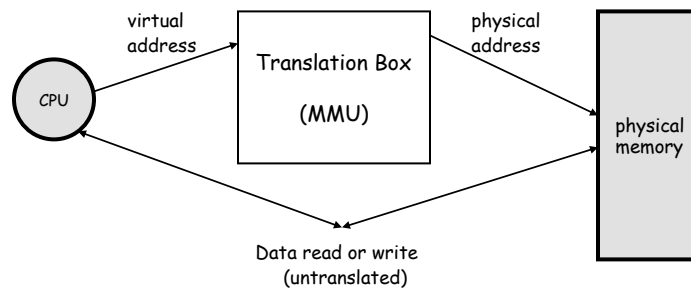 virtual
address
physical
address
Translation Box
(MMU)
CPU
physical
memory
Data read or write
(untranslated)